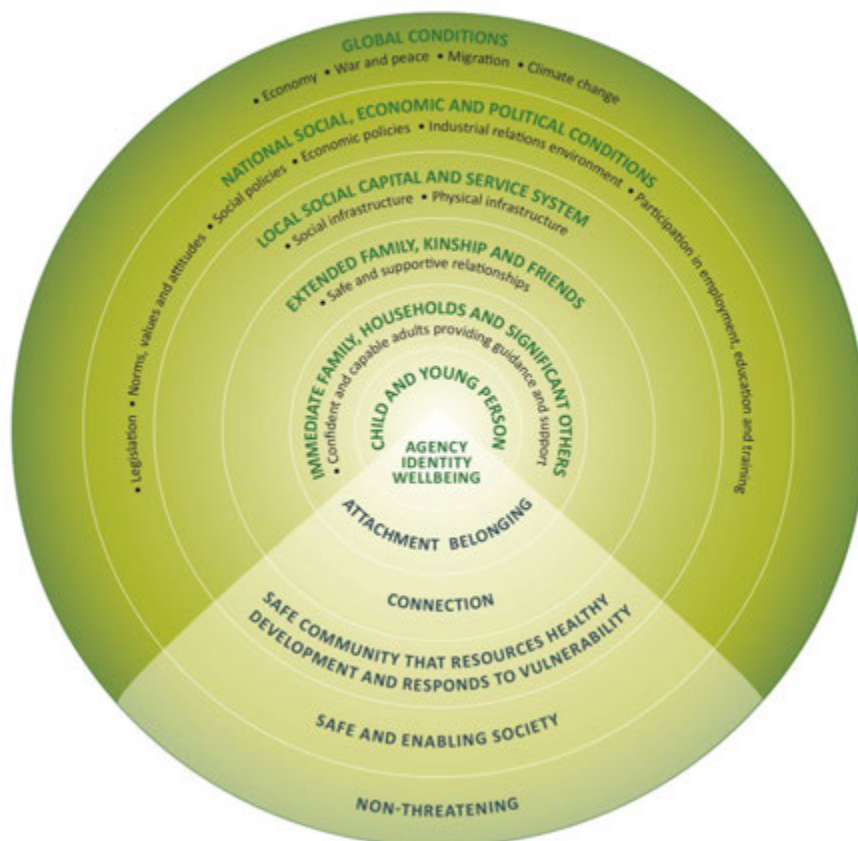 GLOBAL CONDITIONS
• Economy • War and peace • Migration • Climate change
NATIONAL SOCIAL, ECONOMIC AND POLITICAL CONDITIONS
• Legislation • Norms, values and attitudes • Social policies • Economic policies • Industrial relations environment • Participation in employment, education and training
LOCAL SOCIAL CAPITAL AND SERVICE SYSTEM
• Social infrastructure • Physical infrastructure
EXTENDED FAMILY, KINSHIP AND FRIENDS
• Safe and supportive relationships
IMMEDIATE FAMILY, HOUSEHOLDS AND SIGNIFICANT OTHERS
• Confident and capable adults providing guidance and support
CHILD AND YOUNG PERSON
AGENCY
IDENTITY
WELLBEING
ATTACHMENT BELONGING
CONNECTION
SAFE COMMUNITY THAT RESOURCES HEALTHY
DEVELOPMENT AND RESPONDS TO VULNERABILITY
SAFE AND ENABLING SOCIETY
NON-THREATENING